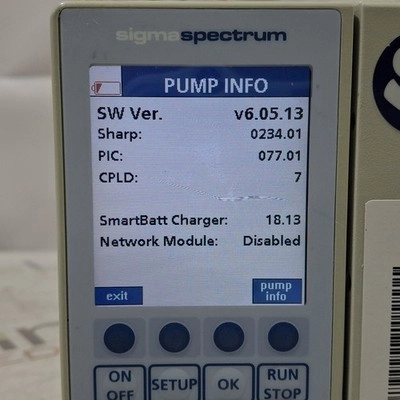 sigmaspectrum
PUMP INFO
SW Ver. v6.05.13
Sharp: 0234.01
PIC: 077.01
CPLD: 7
SmartBatt Charger: 18.13
Network Module: Disabled
exit
pump
info
ON
OFF
SETUP
OK
RUN
STOP